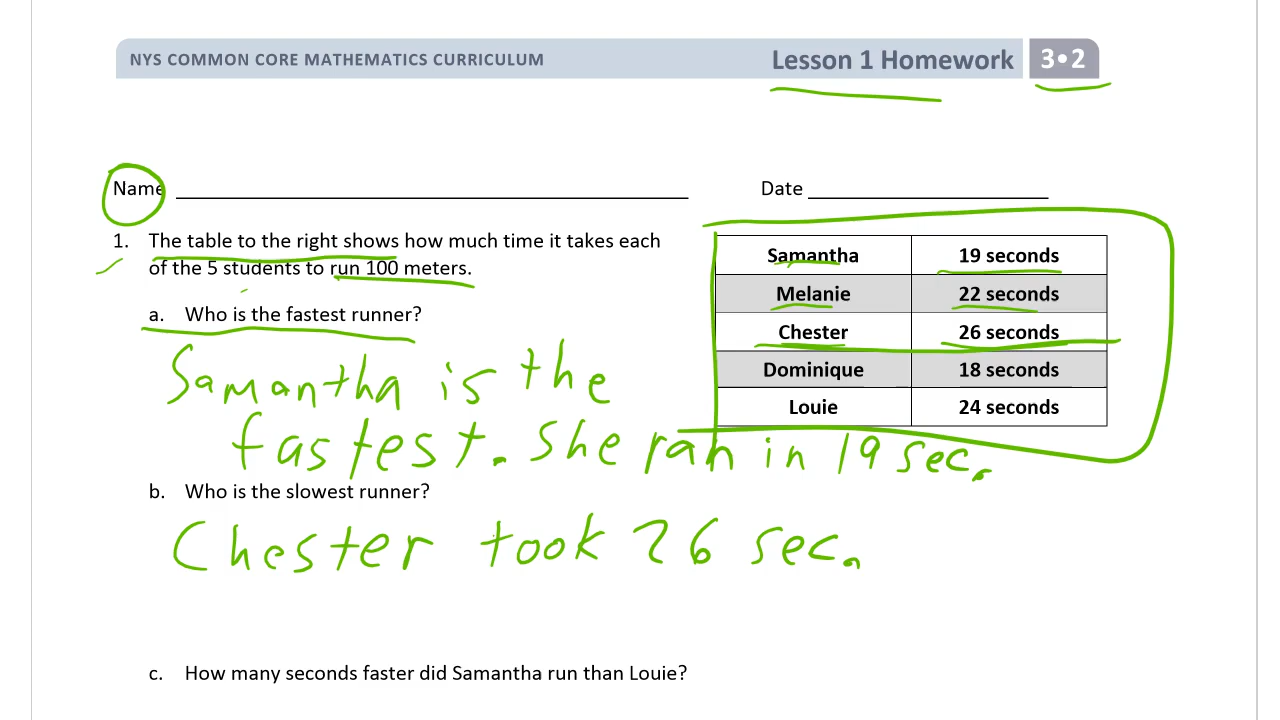 NYS COMMON CORE MATHEMATICS CURRICULUM Lesson 1 Homework 3•2
Name Date
1. The table to the right shows how much time it takes each
of the 5 students to run 100 meters.
Samantha 19 seconds
Melanie 22 seconds
Chester 26 seconds
Dominique 18 seconds
Louie 24 seconds
a. Who is the fastest runner?
Samantha is the
fastest. She ran in 19 sec.
b. Who is the slowest runner?
Chester took 26 sec.
c. How many seconds faster did Samantha run than Louie?